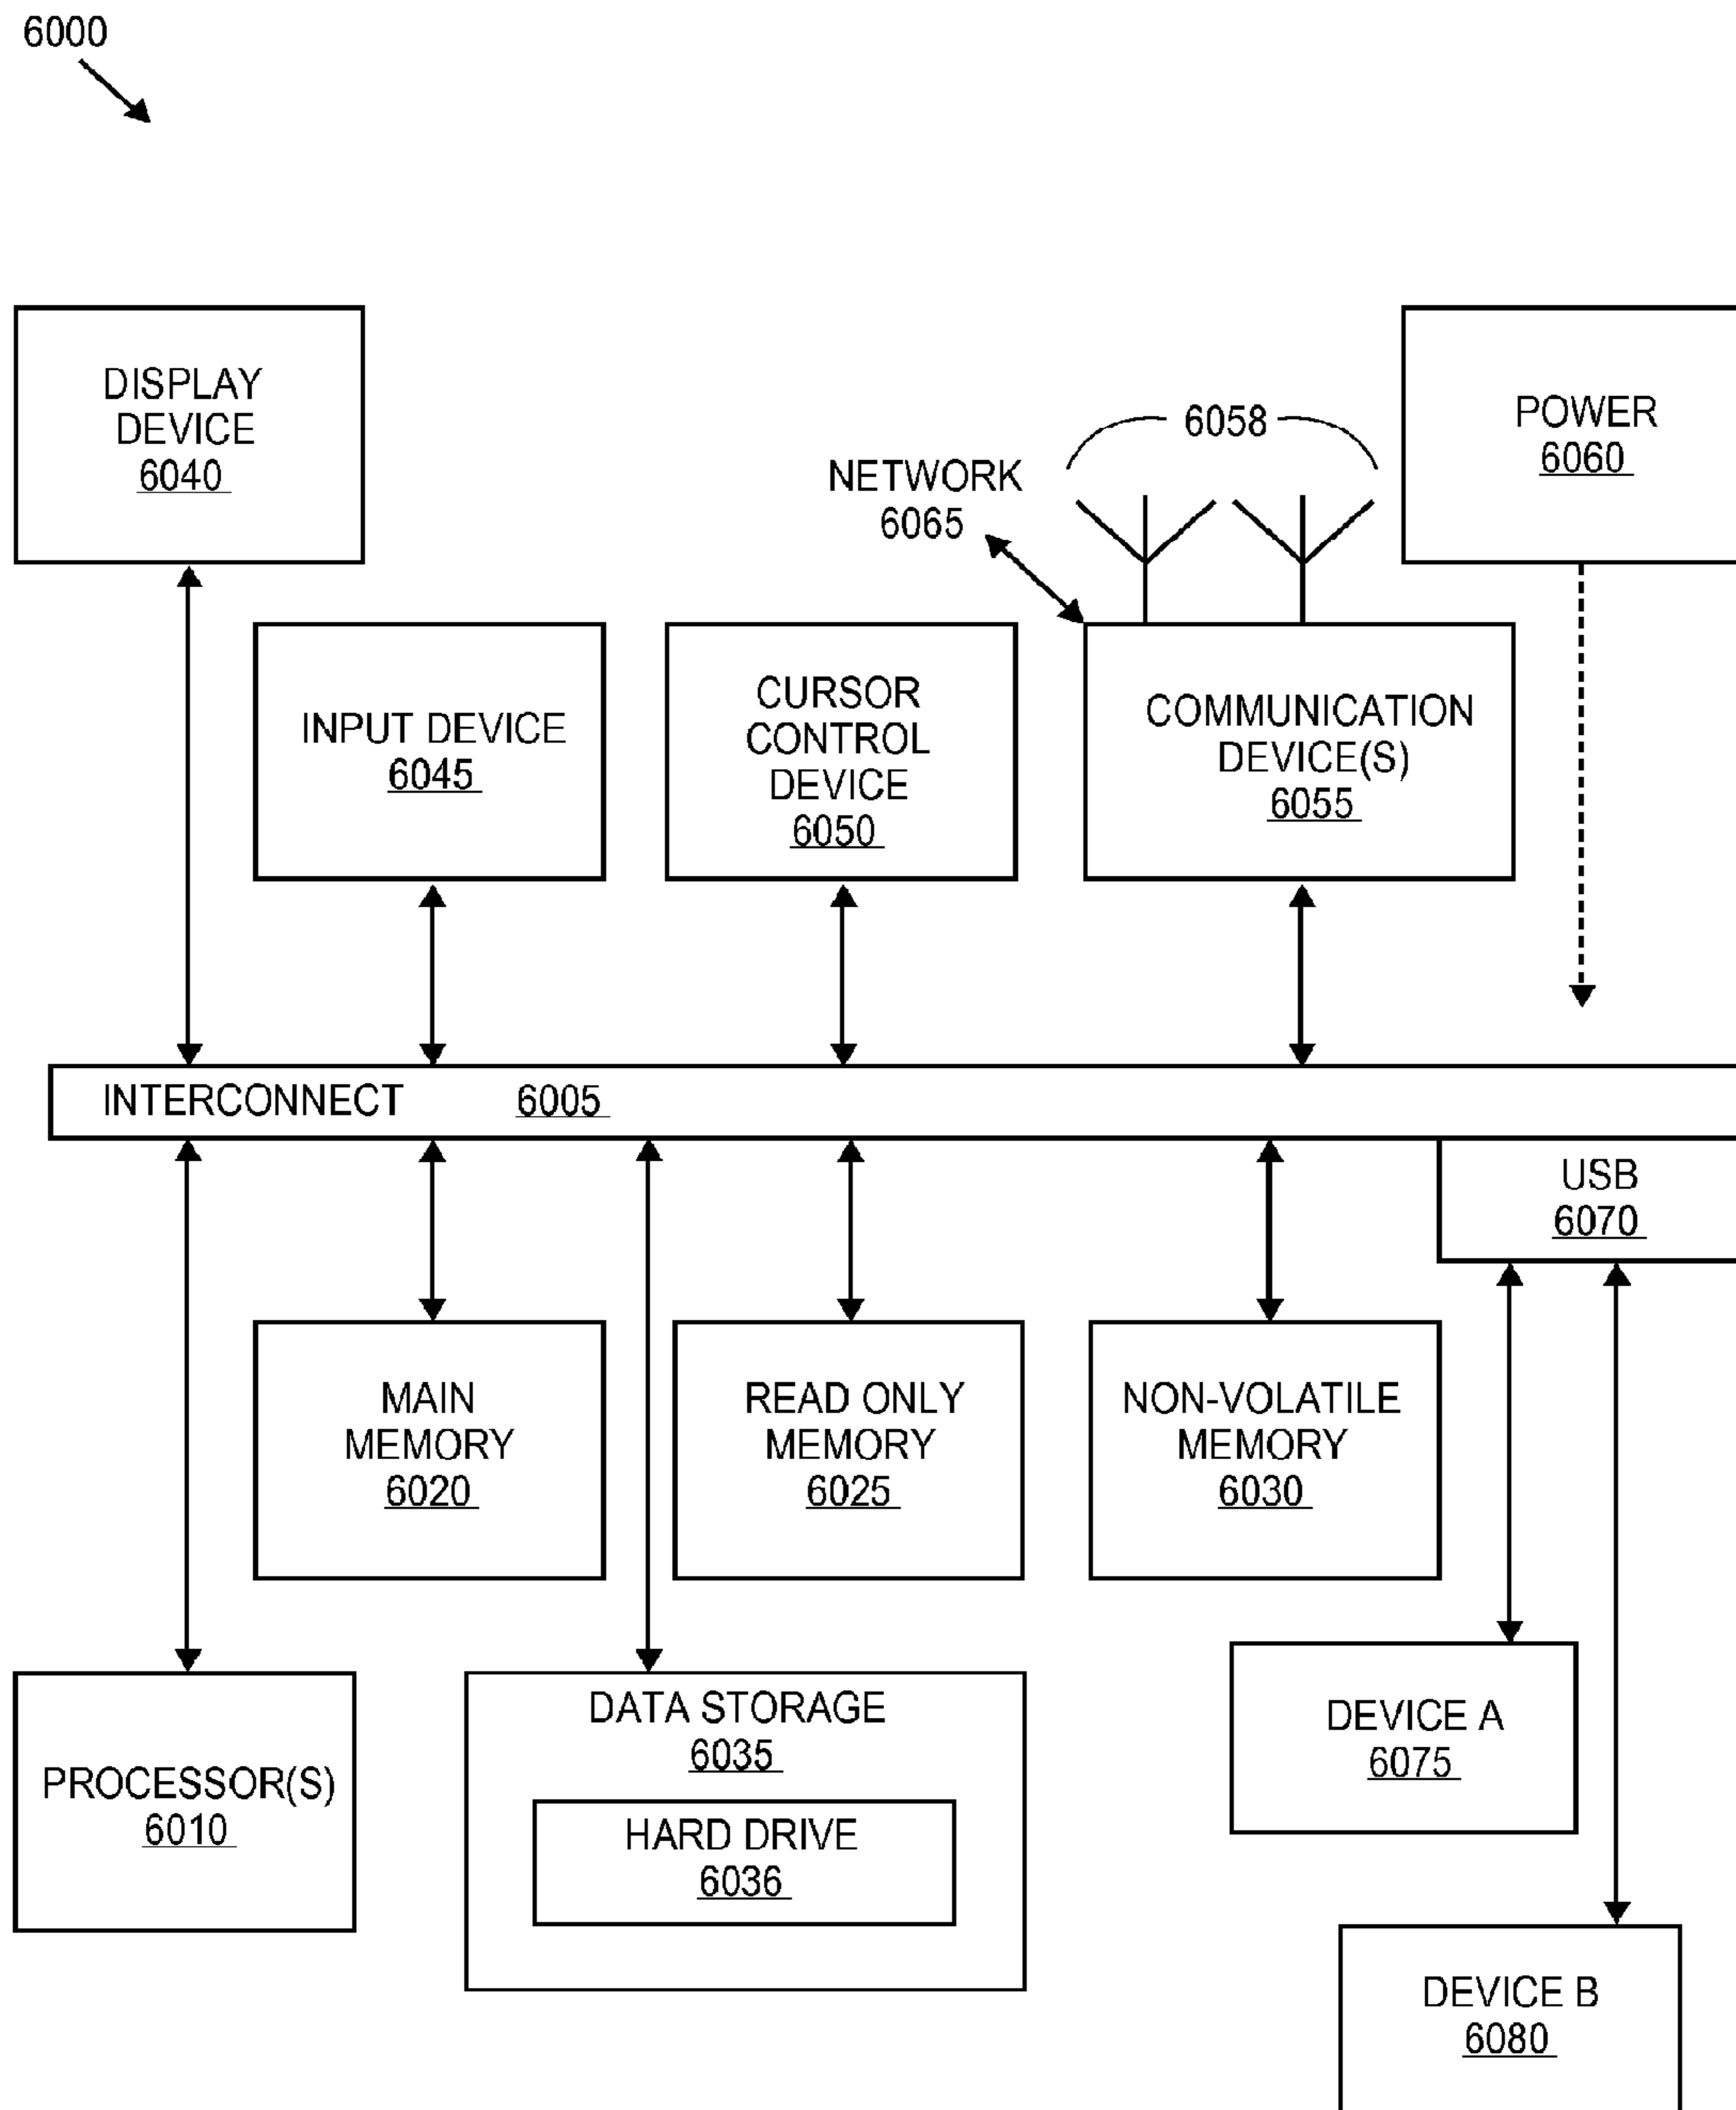 6000
DISPLAY
DEVICE
6040
POWER
6060
6058
NETWORK
6065
INPUT DEVICE
6045
CURSOR
CONTROL
DEVICE
6050
COMMUNICATION
DEVICE(S)
6055
INTERCONNECT 6005
USB
6070
MAIN
MEMORY
6020
READ ONLY
MEMORY
6025
NON-VOLATILE
MEMORY
6030
PROCESSOR(S)
6010
DATA STORAGE
6035
HARD DRIVE
6036
DEVICE A
6075
DEVICE B
6080